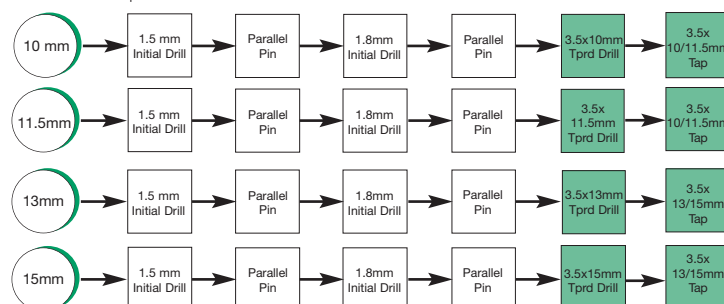 10 mm
1.5 mm
Initial Drill
Parallel
Pin
1.8mm
Initial Drill
Parallel
Pin
3.5x10mm
Tprd Drill
3.5x
10/11.5mm
Tap
11.5mm
1.5 mm
Initial Drill
Parallel
Pin
1.8mm
Initial Drill
Parallel
Pin
3.5x
11.5mm
Tprd Drill
3.5x
10/11.5mm
Tap
13mm
1.5 mm
Initial Drill
Parallel
Pin
1.8mm
Initial Drill
Parallel
Pin
3.5x13mm
Tprd Drill
3.5x
13/15mm
Tap
15mm
1.5 mm
Initial Drill
Parallel
Pin
1.8mm
Initial Drill
Parallel
Pin
3.5x15mm
Tprd Drill
3.5x
13/15mm
Tap